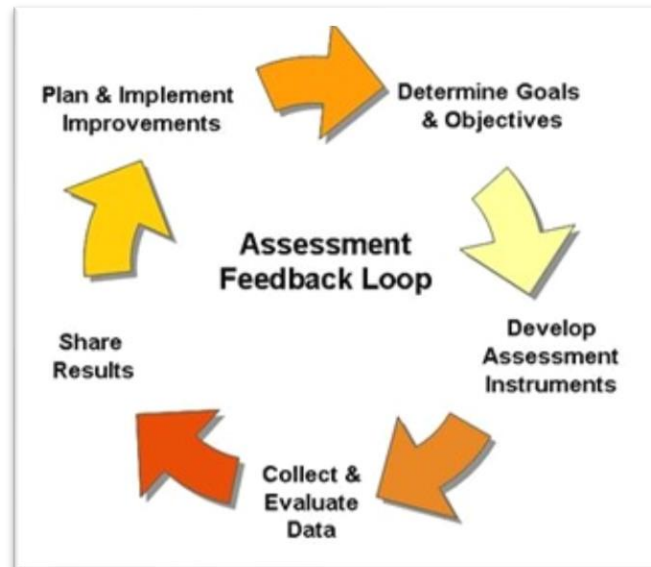 Plan & Implement
Improvements
Determine Goals
& Objectives
Assessment
Feedback Loop
Develop
Assessment
Instruments
Share
Results
Collect &
Evaluate
Data